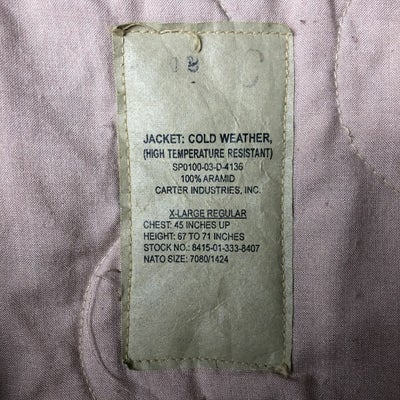 JACKET: COLD WEATHER,
(HIGH TEMPERATURE RESISTANT)
SP0100-03-D-4136
100% ARAMID
CARTER INDUSTRIES, INC.
X-LARGE REGULAR
CHEST: 45 INCHES UP
HEIGHT: 67 TO 71 INCHES
STOCK NO.: 8415-01-333-8407
NATO SIZE: 7080/1424